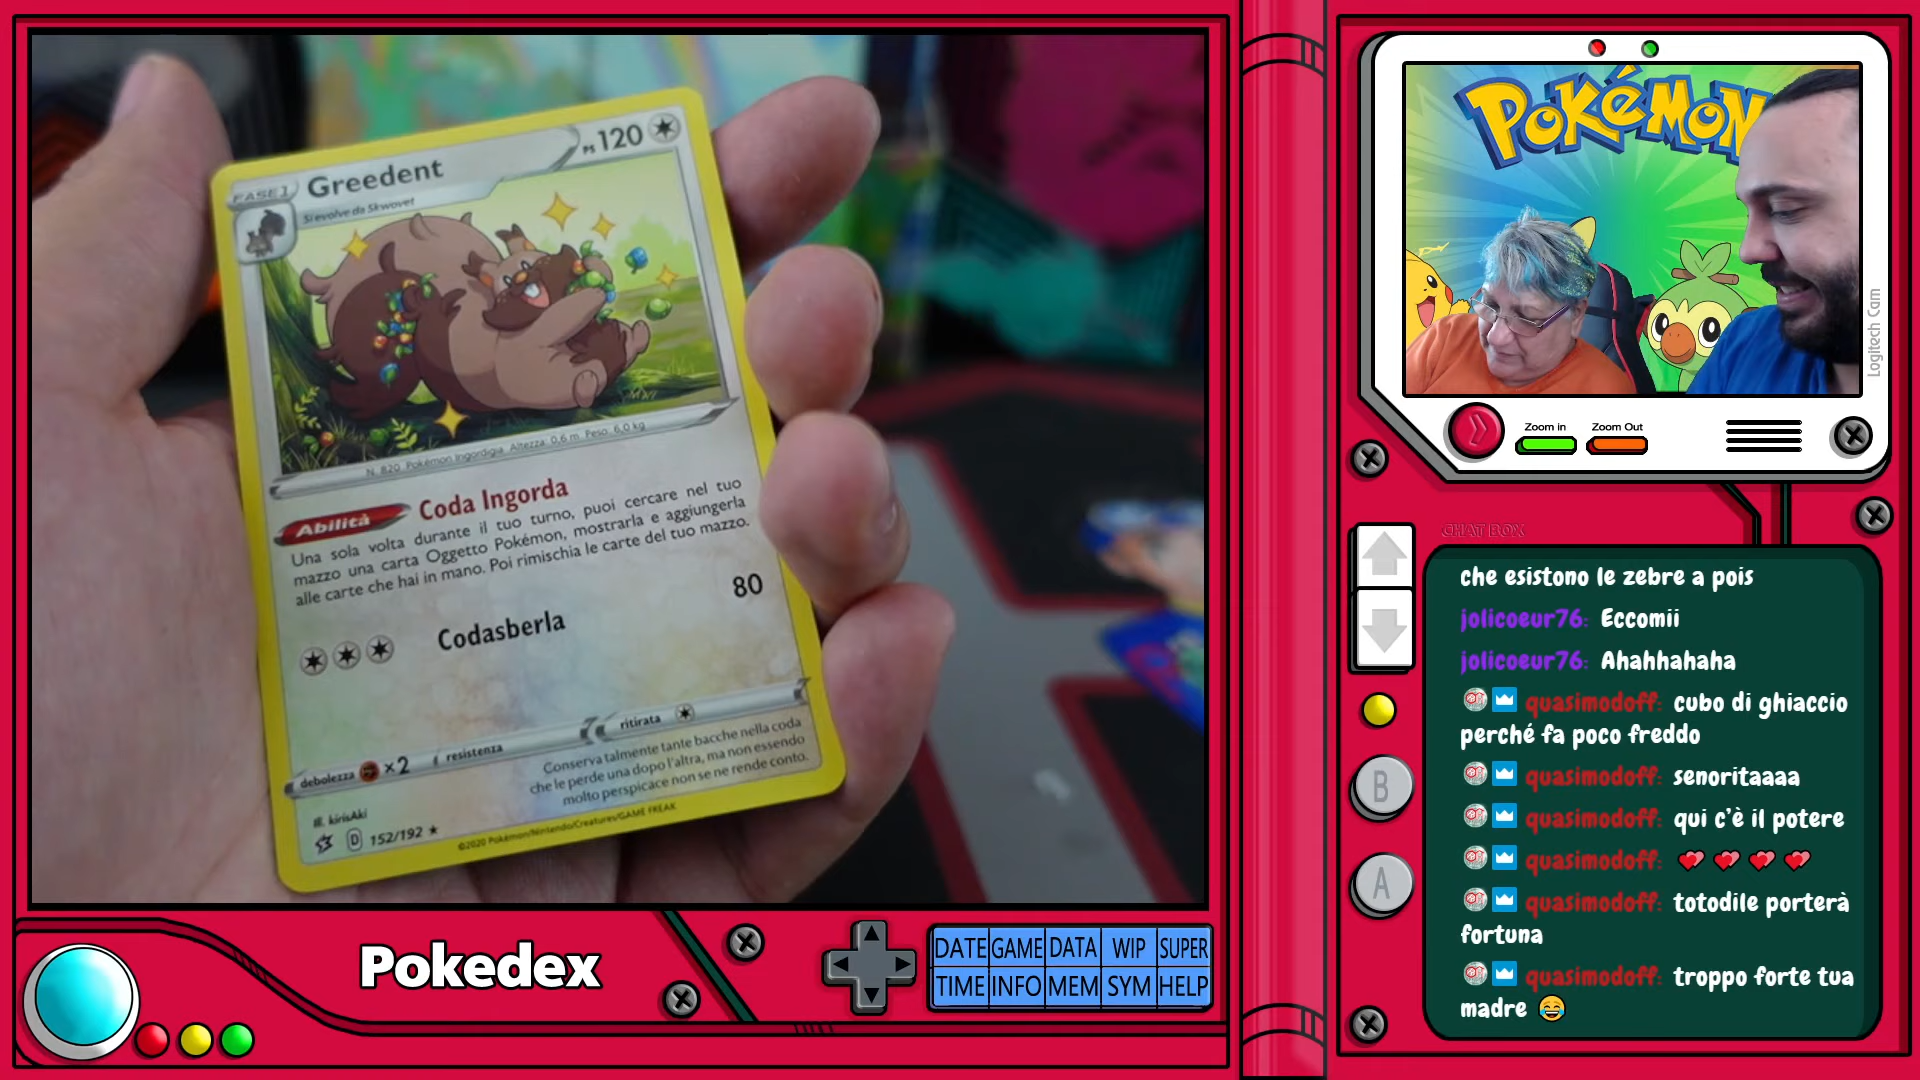 FASE 1
Greedent
PS 120
Si evolve da Skwovet
N. 820 Pokémon Ingordigia Altezza: 0,6 m Peso: 6,0 kg
Abilità Coda Ingorda
Una sola volta durante il tuo turno, puoi cercare nel tuo
mazzo una carta Oggetto Pokémon, mostrarla e aggiungerla
alle carte che hai in mano. Poi rimischia le carte del tuo mazzo.
Codasberla 80
debolezza ×2 resistenza ritirata
Conserva talmente tante bacche nella coda
che le perde una dopo l'altra, ma non essendo
molto perspicace non se ne rende conto.
Ill. kirisAki
D 152/192 ★
©2020 Pokémon/Nintendo/Creatures/GAME FREAK
Pokedex
DATE GAME DATA WIP SUPER
TIME INFO MEM SYM HELP
POKéMON
Logitech Cam
Zoom in Zoom Out
CHAT BOX
B
A
che esistono le zebre a pois
jolicoeur76: Eccomii
jolicoeur76: Ahahhahaha
quasimodoff: cubo di ghiaccio
perché fa poco freddo
quasimodoff: senoritaaaa
quasimodoff: qui c'è il potere
quasimodoff: 💕 💕 💕 💕
quasimodoff: totodile porterà
fortuna
quasimodoff: troppo forte tua
madre 😂